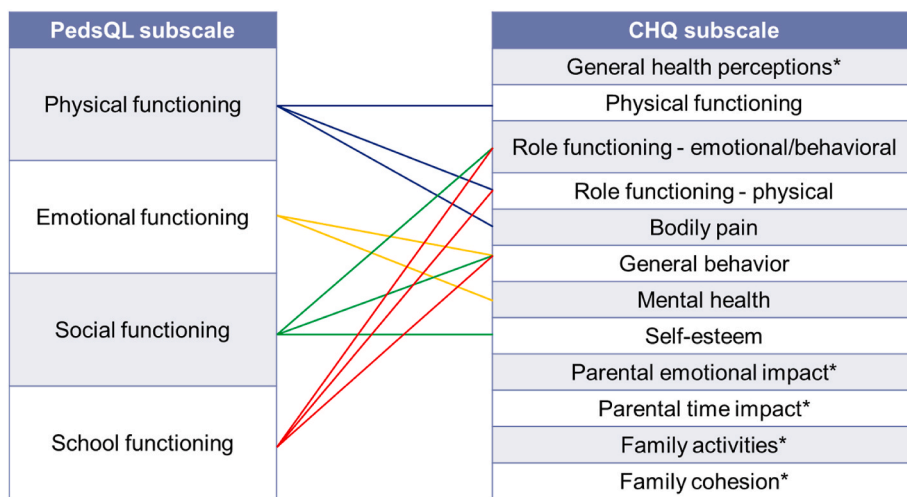 PedsQL subscale
Physical functioning
Emotional functioning
Social functioning
School functioning
CHQ subscale
General health perceptions*
Physical functioning
Role functioning - emotional/behavioral
Role functioning - physical
Bodily pain
General behavior
Mental health
Self-esteem
Parental emotional impact*
Parental time impact*
Family activities*
Family cohesion*